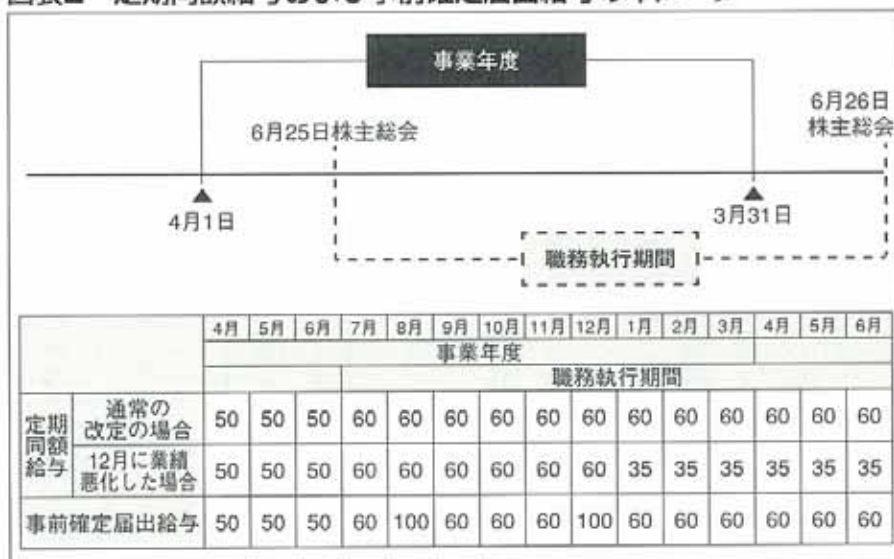 事業年度
6月25日株主総会
6月26日
株主総会
4月1日
3月31日
職務執行期間
4月 5月 6月 7月 8月 9月 10月 11月 12月 1月 2月 3月 4月 5月 6月
事業年度
職務執行期間
定期同額給与
通常の
改定の場合
50 50 50 60 60 60 60 60 60 60 60 60 60 60 60
12月に業績
悪化した場合
50 50 50 60 60 60 60 60 60 35 35 35 35 35 35
事前確定届出給与 50 50 50 60 100 60 60 60 100 60 60 60 60 60 60